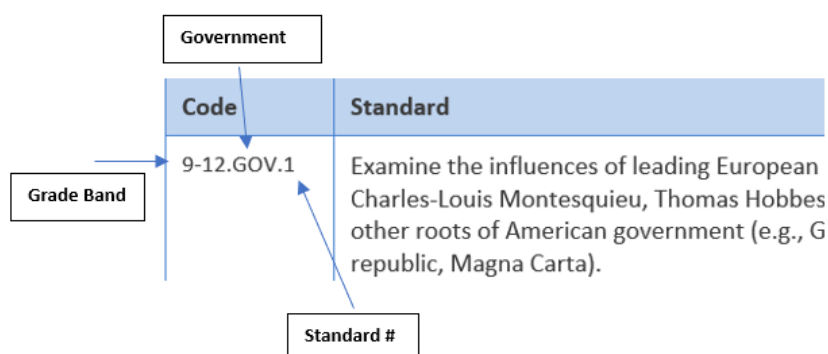 Government
Code Standard
9-12.GOV.1 Examine the influences of leading European
Grade Band Charles-Louis Montesquieu, Thomas Hobbes
other roots of American government (e.g., G
republic, Magna Carta).
Standard #